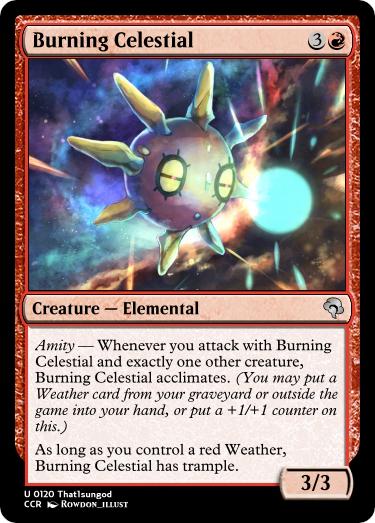 Burning Celestial 3
Creature — Elemental
Amity — Whenever you attack with Burning
Celestial and exactly one other creature,
Burning Celestial acclimates. (You may put a
Weather card from your graveyard or outside the
game into your hand, or put a +1/+1 counter on
this.)
As long as you control a red Weather,
Burning Celestial has trample.
3/3
U 0120 That1sungod
CCR Rowdon_illust